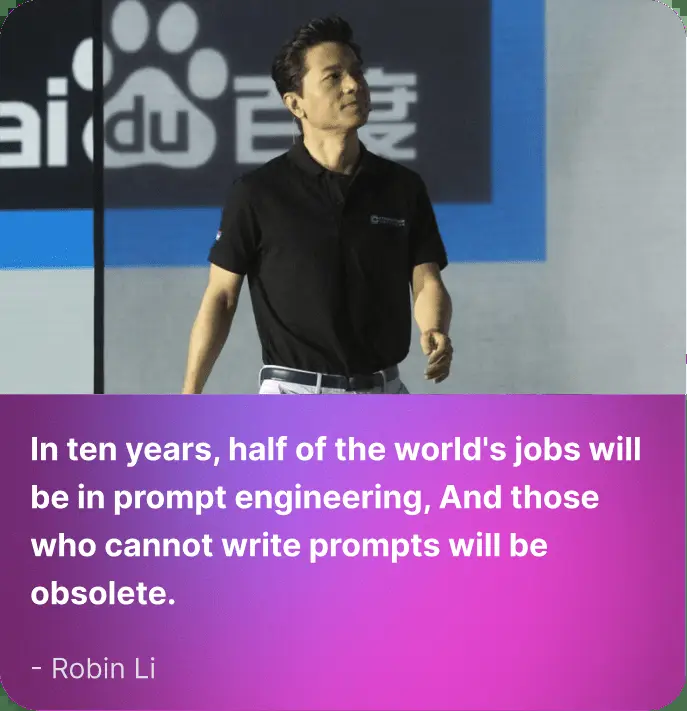 ai du 百度
In ten years, half of the world's jobs will
be in prompt engineering, And those
who cannot write prompts will be
obsolete.
- Robin Li